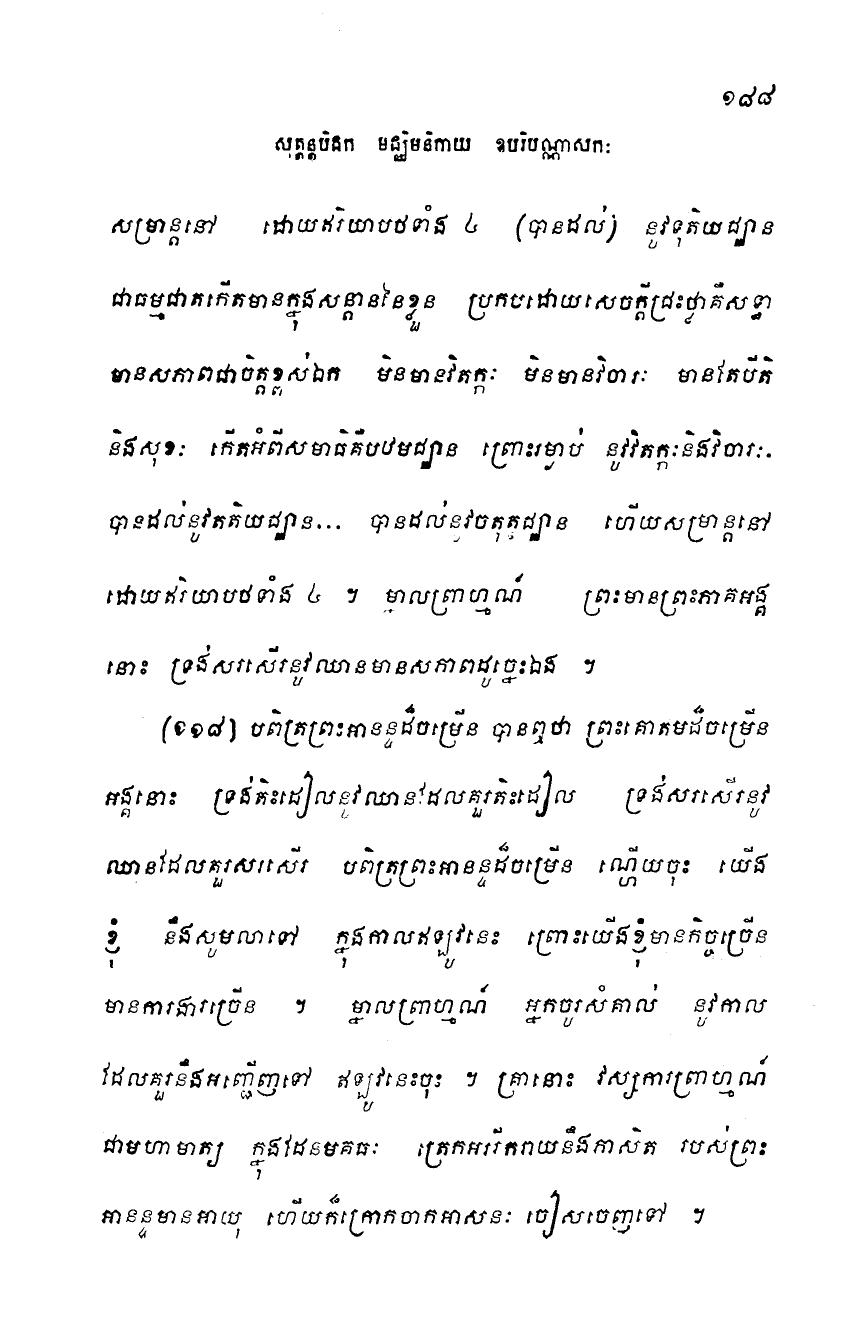 ១៨៨
សុត្តន្តបិដក មជ្ឈិមនិកាយ ឧបរិបណ្ណាសកៈ
សម្រាន្តនៅ ដោយឥរិយាបថទាំង ៤ (បានដល់) នូវទុតិយជ្ឈាន
ជាធម្មជាតកើតមានក្នុងសន្តាននៃខ្លួន ប្រកបដោយសេចក្តីជ្រះថ្លាគឺសទ្ធា
មានសភាពជាចិត្តខ្ពស់ឯក មិនមានវិតក្កៈ មិនមានវិចារៈ មានតែបីតិ
និងសុខៈ កើតអំពីសមាធិគឺបឋមជ្ឈាន ព្រោះរម្ងាប់ នូវវិតក្កៈនិងវិចារៈ.
បានដល់នូវតតិយជ្ឈាន... បានដល់នូវចតុត្ថជ្ឈាន ហើយសម្រាន្តនៅ
ដោយឥរិយាបថទាំង ៤ ។ ម្នាលព្រាហ្មណ៍ ព្រះមានព្រះភាគអង្គ
នោះ ទ្រង់សរសើរនូវឈានមានសភាពដូច្នេះឯង ។
(១១៨) បពិត្រព្រះអានន្ទដ៏ចម្រើន បានឮថា ព្រះគោតមដ៏ចម្រើន
អង្គនោះ ទ្រង់តិះដៀលនូវឈានដែលគួរតិះដៀល ទ្រង់សរសើរនូវ
ឈានដែលគួរសរសើរ បពិត្រព្រះអានន្ទដ៏ចម្រើន ណ្ហើយចុះ យើង
ខ្ញុំ នឹងសូមលាទៅ ក្នុងកាលឥឡូវនេះ ព្រោះយើងខ្ញុំមានកិច្ចច្រើន
មានការងារច្រើន ។ ម្នាលព្រាហ្មណ៍ អ្នកចូរសំគាល់ នូវកាល
ដែលគួរនឹងអញ្ជើញទៅ ឥឡូវនេះចុះ ។ គ្រានោះ វស្សការព្រាហ្មណ៍
ជាមហាមាត្យ ក្នុងដែនមគធៈ ត្រេកអររីករាយនឹងភាសិត របស់ព្រះ
អានន្ទមានអាយុ ហើយក៏ក្រោកចាកអាសនៈ ចៀសចេញទៅ ។